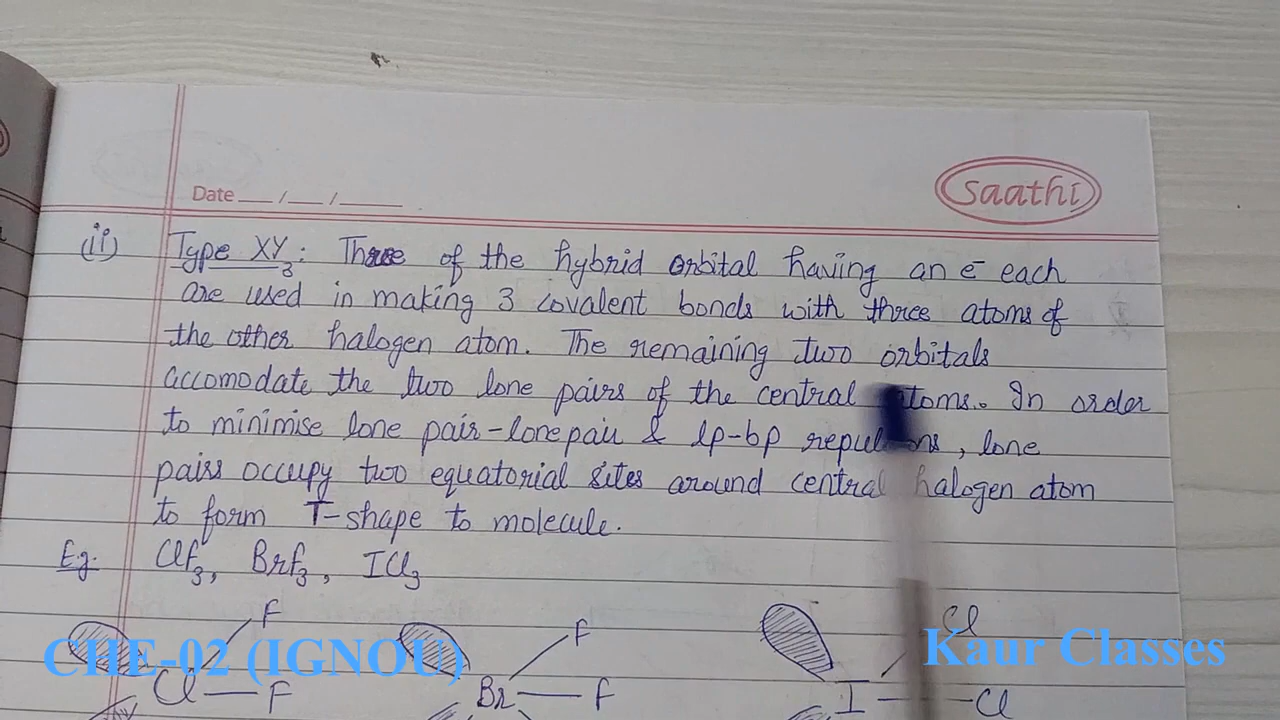 Date __/__/____
Saathi
(ii) Type XY₃: Three of the hybrid orbital having an e⁻ each
are used in making 3 covalent bonds with three atoms of
the other halogen atom. The remaining two orbitals
accomodate the two lone pairs of the central atoms. In order
to minimise lone pair-lonepair & lp-bp repulsions, lone
pairs occupy two equatorial sites around central halogen atom
to form T-shape to molecule.
Eg. ClF₃, BrF₃, ICl₃
F F Cl
Cl—F Br—F I—Cl
CHE-02 (IGNOU) Kaur Classes